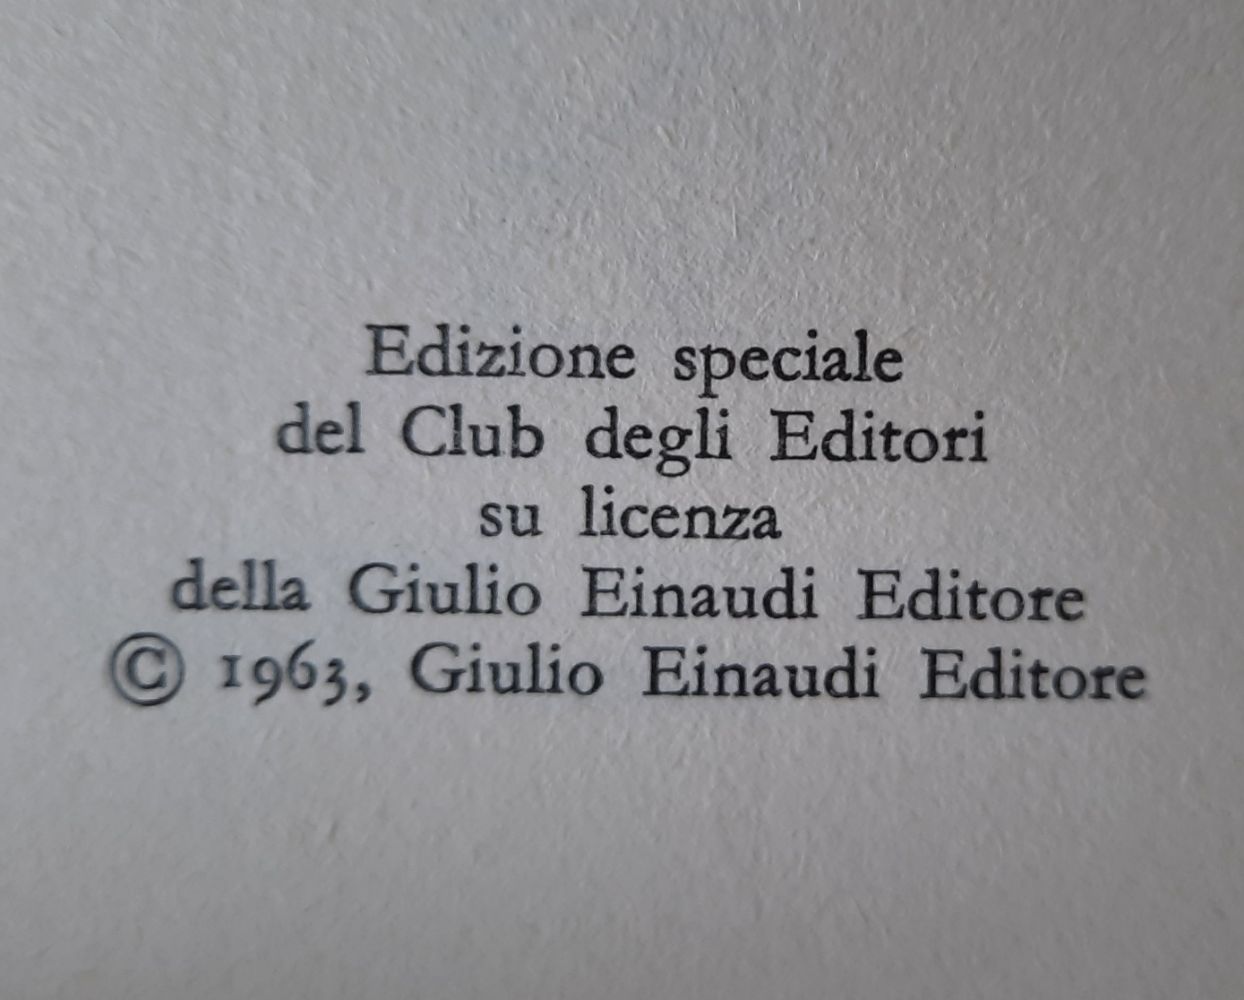 Edizione speciale
del Club degli Editori
su licenza
della Giulio Einaudi Editore
© 1963, Giulio Einaudi Editore